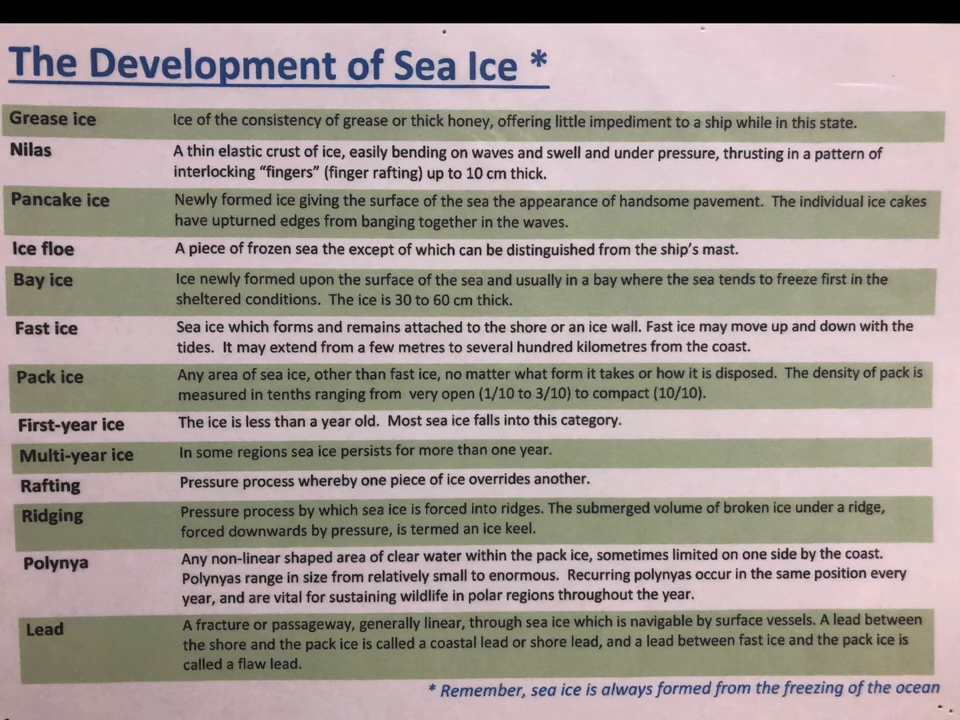 The Development of Sea Ice *
Grease ice Ice of the consistency of grease or thick honey, offering little impediment to a ship while in this state.
Nilas A thin elastic crust of ice, easily bending on waves and swell and under pressure, thrusting in a pattern of
interlocking “fingers” (finger rafting) up to 10 cm thick.
Pancake ice Newly formed ice giving the surface of the sea the appearance of handsome pavement. The individual ice cakes
have upturned edges from banging together in the waves.
Ice floe A piece of frozen sea the except of which can be distinguished from the ship’s mast.
Bay ice Ice newly formed upon the surface of the sea and usually in a bay where the sea tends to freeze first in the
sheltered conditions. The ice is 30 to 60 cm thick.
Fast ice Sea ice which forms and remains attached to the shore or an ice wall. Fast ice may move up and down with the
tides. It may extend from a few metres to several hundred kilometres from the coast.
Pack ice Any area of sea ice, other than fast ice, no matter what form it takes or how it is disposed. The density of pack is
measured in tenths ranging from very open (1/10 to 3/10) to compact (10/10).
First-year ice The ice is less than a year old. Most sea ice falls into this category.
Multi-year ice In some regions sea ice persists for more than one year.
Rafting Pressure process whereby one piece of ice overrides another.
Ridging Pressure process by which sea ice is forced into ridges. The submerged volume of broken ice under a ridge,
forced downwards by pressure, is termed an ice keel.
Polynya Any non-linear shaped area of clear water within the pack ice, sometimes limited on one side by the coast.
Polynyas range in size from relatively small to enormous. Recurring polynyas occur in the same position every
year, and are vital for sustaining wildlife in polar regions throughout the year.
Lead A fracture or passageway, generally linear, through sea ice which is navigable by surface vessels. A lead between
the shore and the pack ice is called a coastal lead or shore lead, and a lead between fast ice and the pack ice is
called a flaw lead.
* Remember, sea ice is always formed from the freezing of the ocean